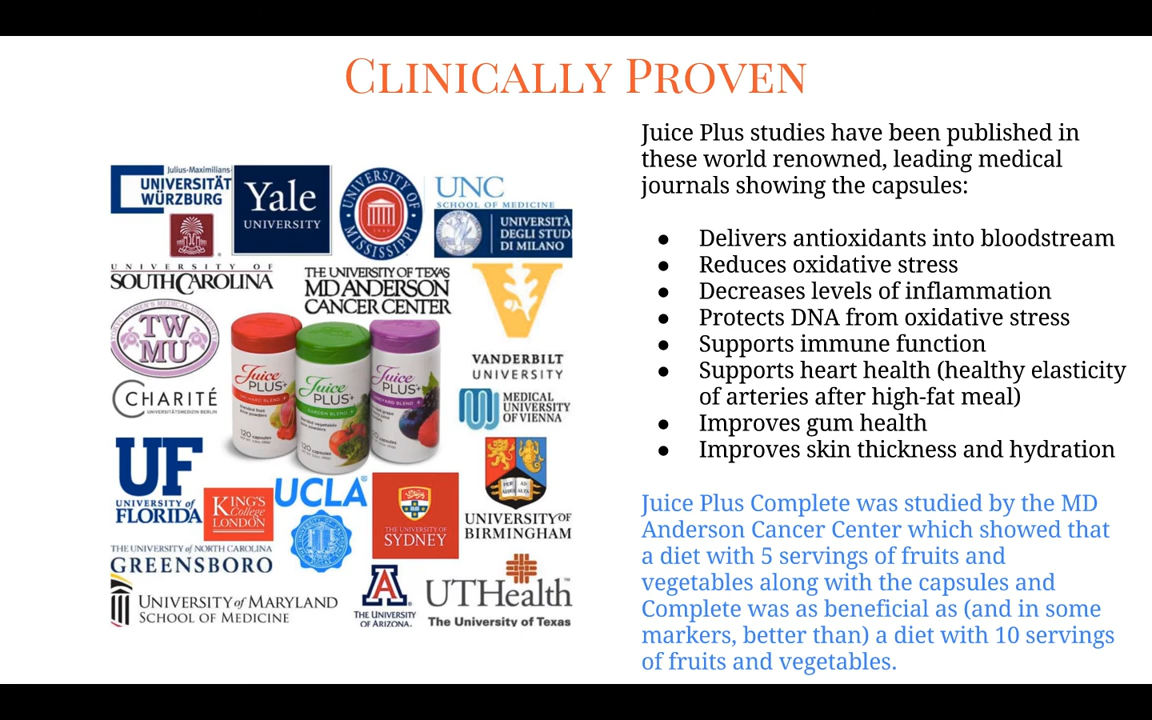 CLINICALLY PROVEN
Juice Plus studies have been published in
these world renowned, leading medical
journals showing the capsules:
● Delivers antioxidants into bloodstream
● Reduces oxidative stress
● Decreases levels of inflammation
● Protects DNA from oxidative stress
● Supports immune function
● Supports heart health (healthy elasticity
of arteries after high-fat meal)
● Improves gum health
● Improves skin thickness and hydration
Juice Plus Complete was studied by the MD
Anderson Cancer Center which showed that
a diet with 5 servings of fruits and
vegetables along with the capsules and
Complete was as beneficial as (and in some
markers, better than) a diet with 10 servings
of fruits and vegetables.
Julius-Maximilians-
UNIVERSITÄT
WÜRZBURG
Yale
UNIVERSITY
UNIVERSITY OF
MISSISSIPPI
UNC
SCHOOL OF MEDICINE
UNIVERSITÀ
DEGLI STUD
DI MILANO
UNIVERSITY OF
SOUTH CAROLINA
THE UNIVERSITY OF TEXAS
MD ANDERSON
CANCER CENTER
V
VANDERBILT
UNIVERSITY
TW
MU
CHARITÉ
UNIVERSITÄTSMEDIZIN BERLIN
Juice
PLUS+
120 capsules
Juice
PLUS+
GARDEN BLEND
120 capsules
Juice
PLUS+
120 capsules
MEDICAL
UNIVERSITY
OF VIENNA
UF
UNIVERSITY of
FLORIDA
KING'S
College
LONDON
UCLA
THE UNIVERSITY OF
SYDNEY
UNIVERSITY OF
BIRMINGHAM
THE UNIVERSITY of NORTH CAROLINA
GREENSBORO
UNIVERSITY of MARYLAND
SCHOOL OF MEDICINE
A
THE UNIVERSITY
OF ARIZONA.
UTHealth™
The University of Texas